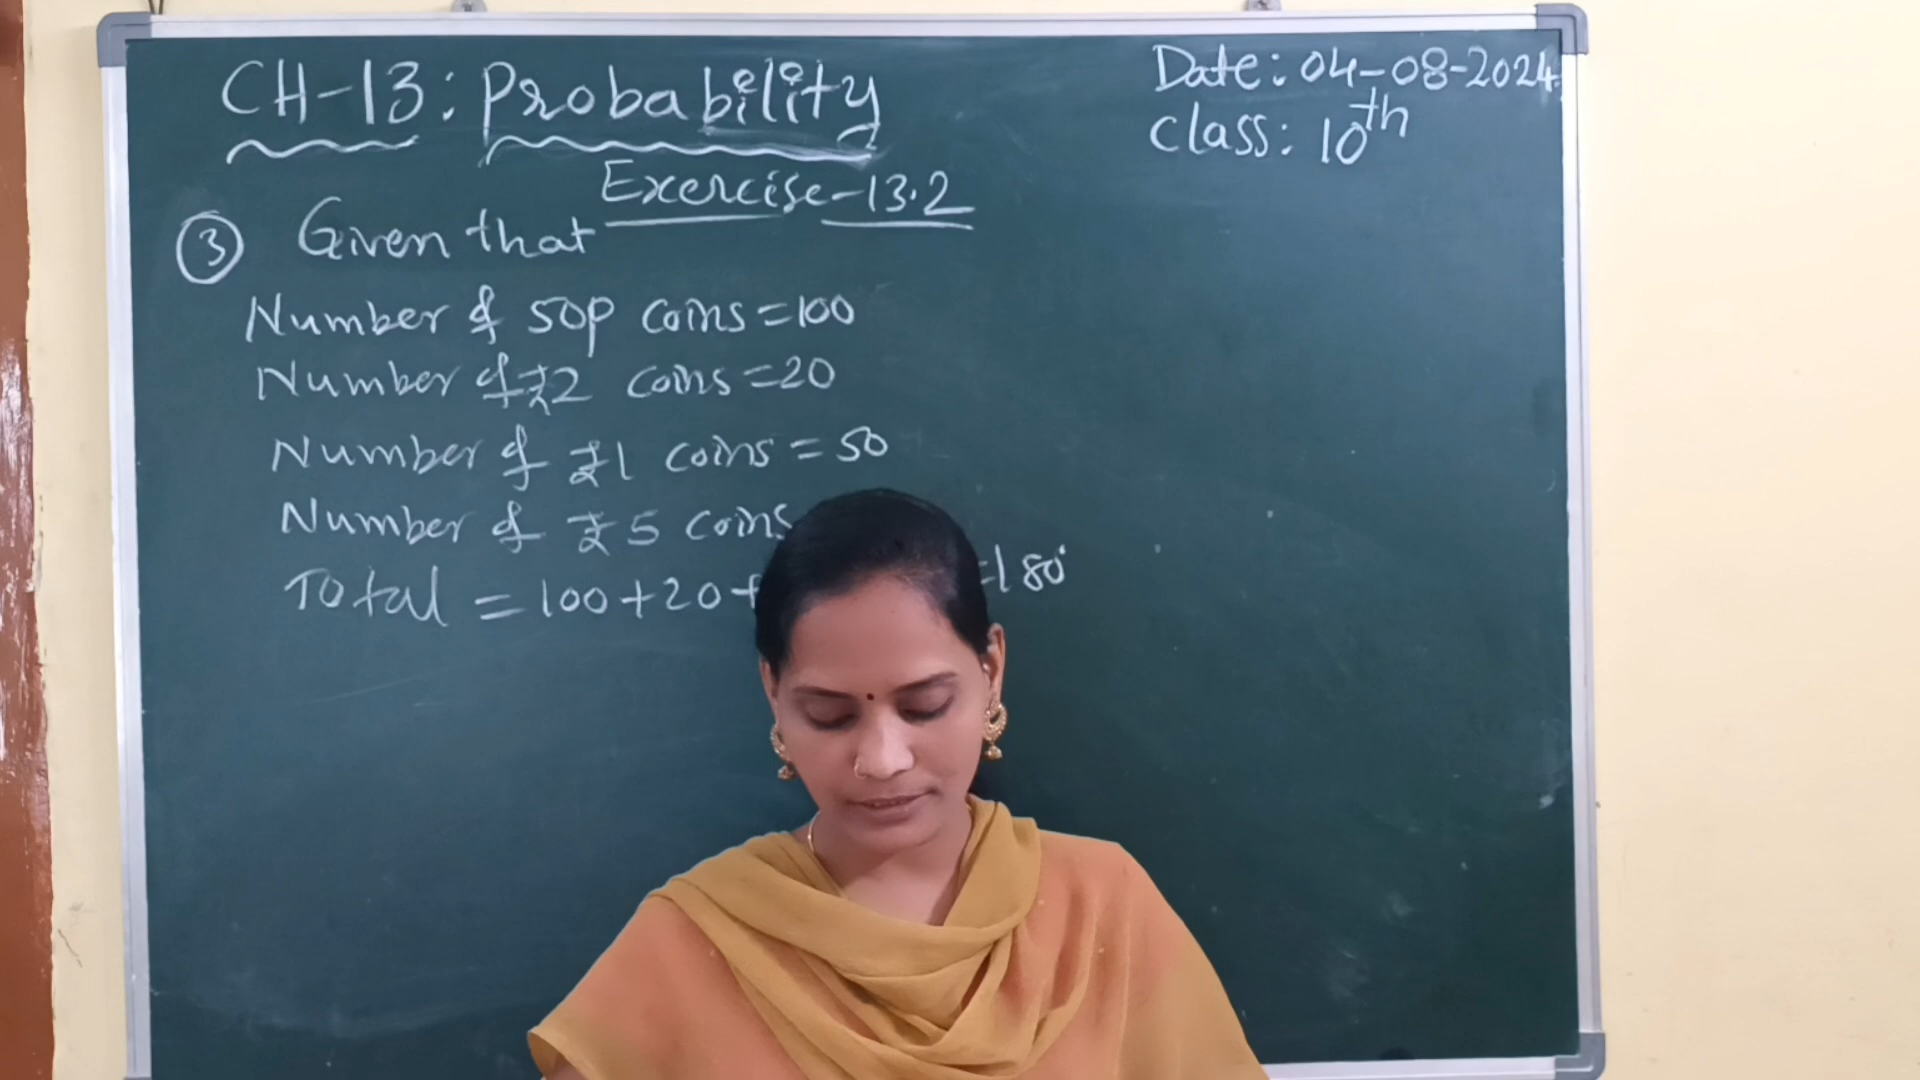 CH-13: Probability
Date: 04-08-2024
Class: 10th
Exercise-13.2
③ Given that
Number of 50p coins = 100
Number of ₹2 coins = 20
Number of ₹1 coins = 50
Number of ₹5 coins
Total = 100+20+ =180